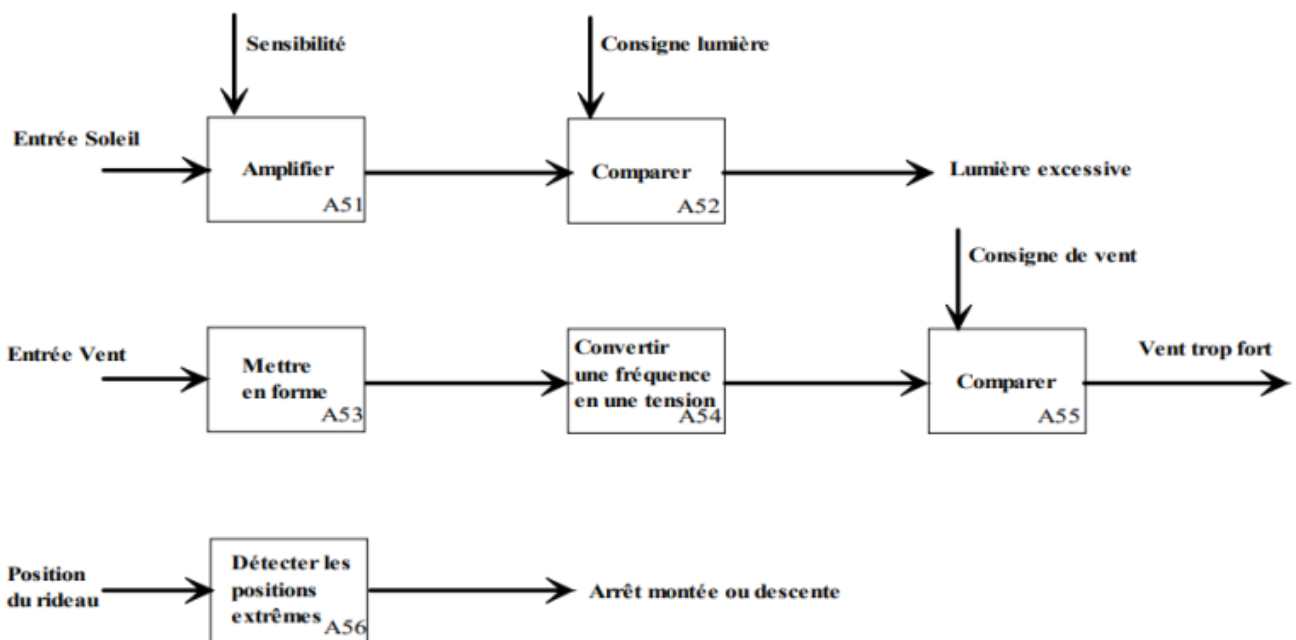 Sensibilité
Consigne lumière
Entrée Soleil
Amplifier
A51
Comparer
A52
Lumière excessive
Consigne de vent
Entrée Vent
Mettre
en forme
A53
Convertir
une fréquence
en une tension
A54
Comparer
A55
Vent trop fort
Position
du rideau
Détecter les
positions
extrêmes
A56
Arrêt montée ou descente